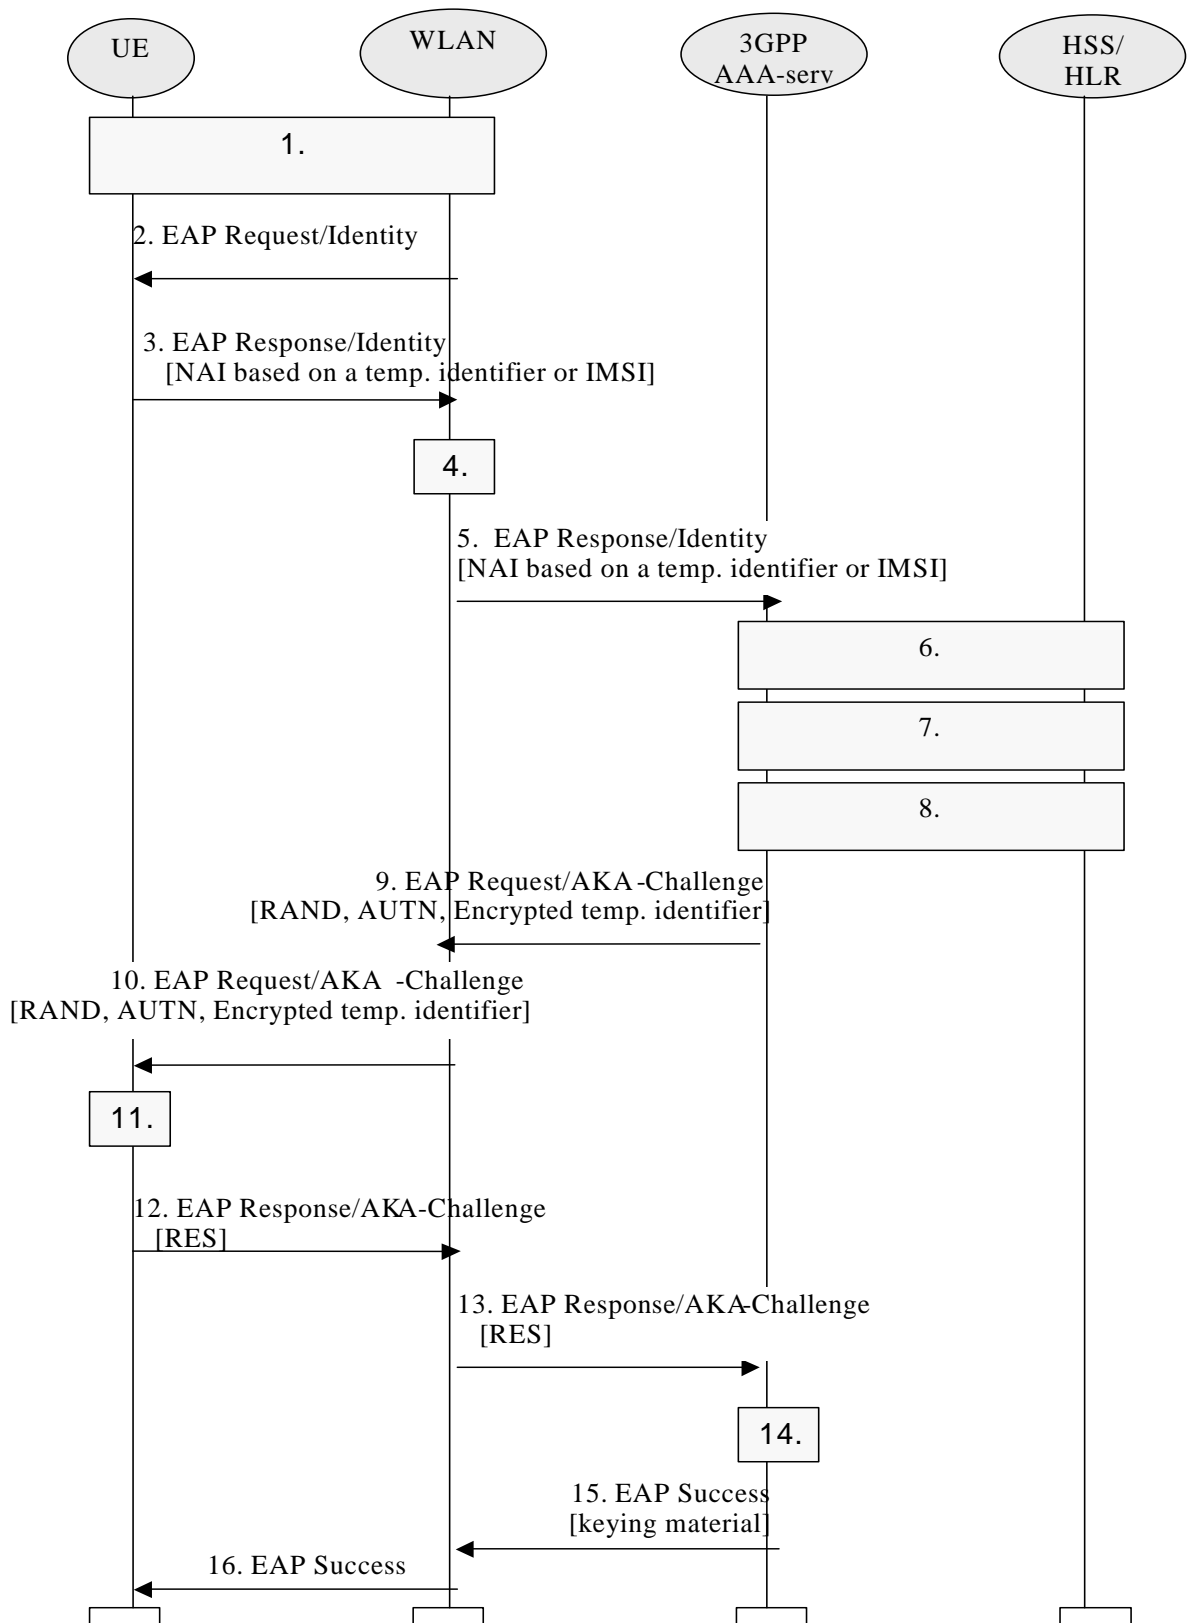 UE
WLAN
3GPP
AAA-serv
HSS/
HLR
1.
2. EAP Request/Identity
3. EAP Response/Identity
[NAI based on a temp. identifier or IMSI]
4.
5. EAP Response/Identity
[NAI based on a temp. identifier or IMSI]
6.
7.
8.
9. EAP Request/AKA-Challenge
[RAND, AUTN, Encrypted temp. identifier]
10. EAP Request/AKA -Challenge
[RAND, AUTN, Encrypted temp. identifier]
11.
12. EAP Response/AKA-Challenge
[RES]
13. EAP Response/AKA-Challenge
[RES]
14.
15. EAP Success
[keying material]
16. EAP Success